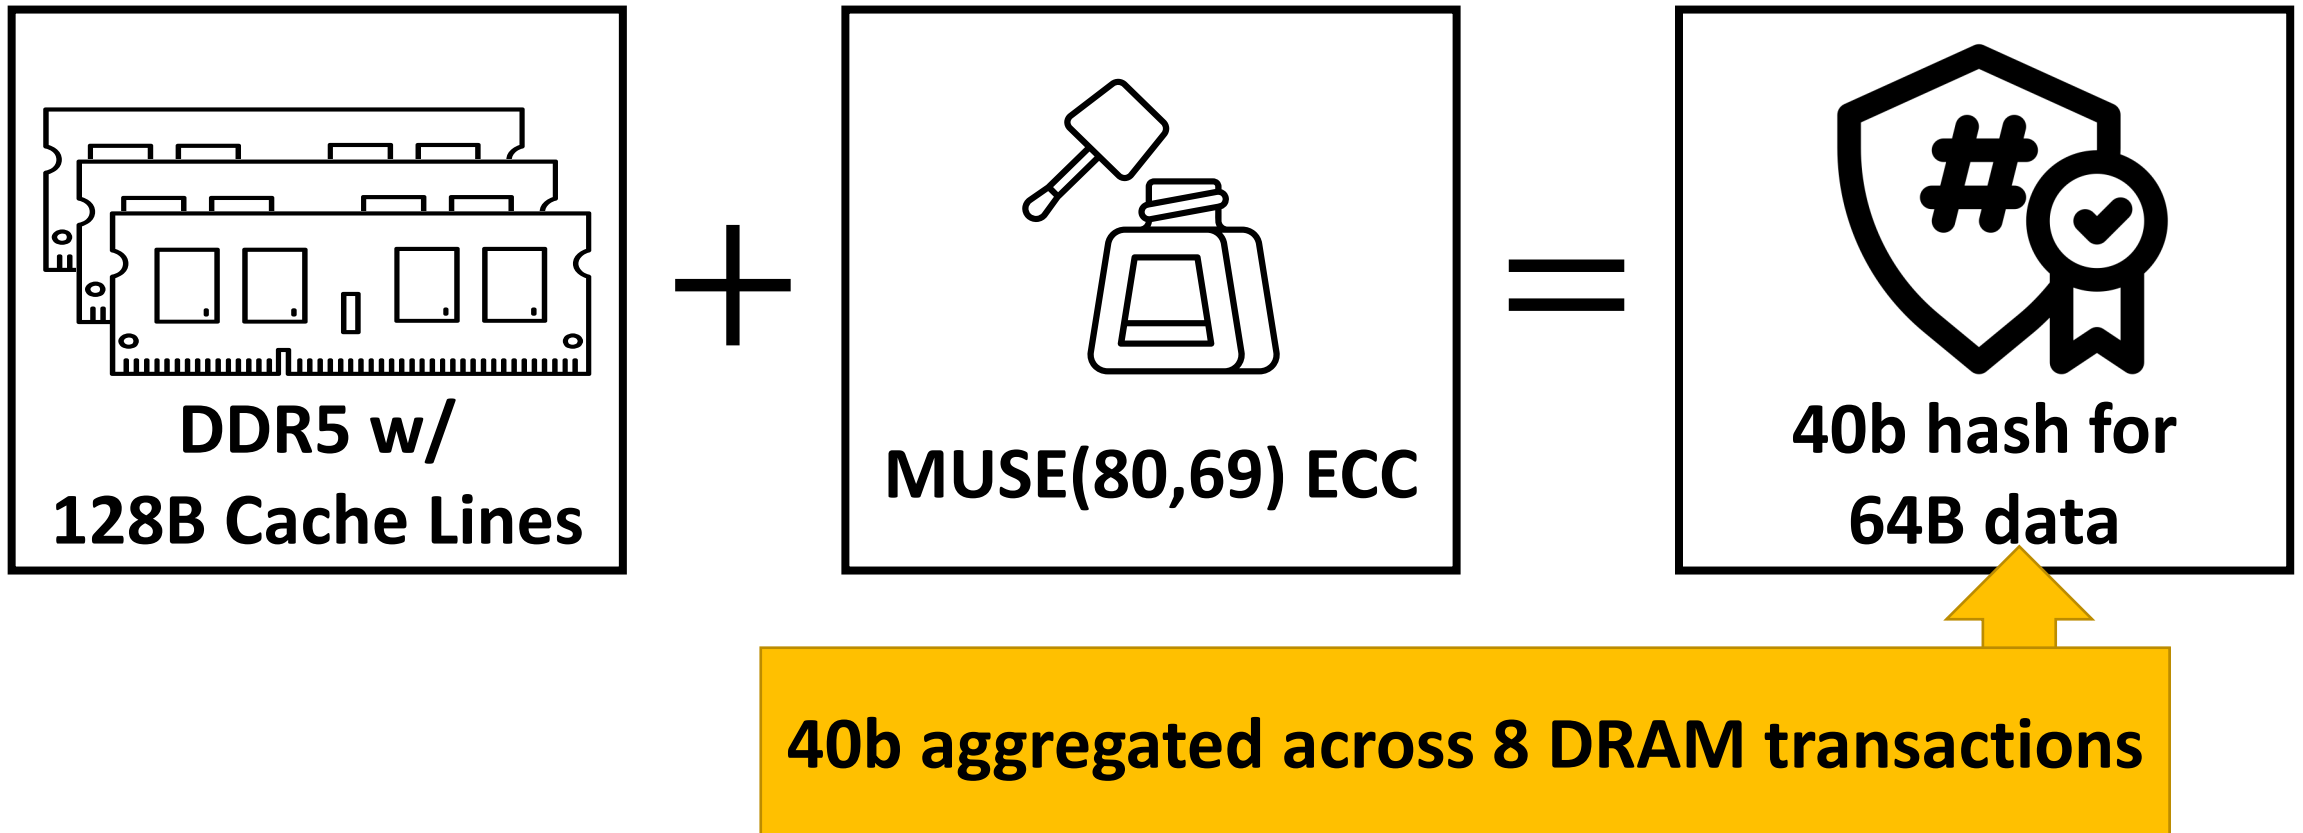 DDR5 w/
128B Cache Lines
MUSE(80,69) ECC
#
40b hash for
64B data
40b aggregated across 8 DRAM transactions